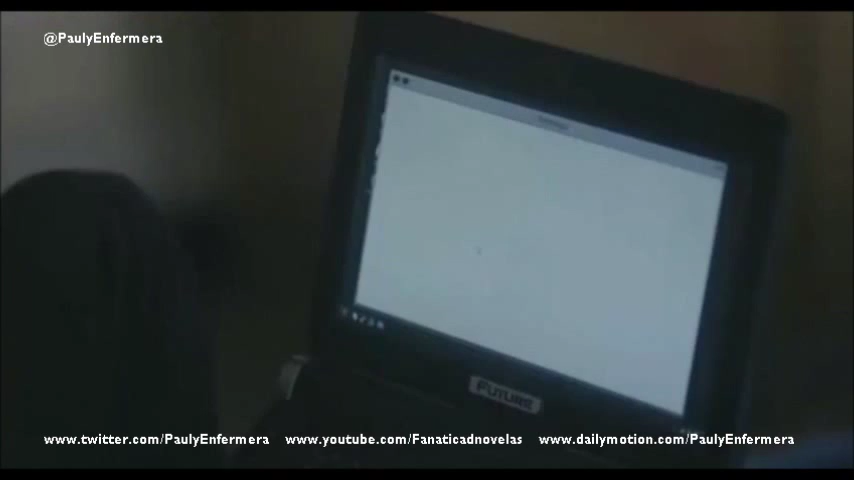 @PaulyEnfermera
FUTURE
www.twitter.com/PaulyEnfermera www.youtube.com/Fanaticadnovelas www.dailymotion.com/PaulyEnfermera